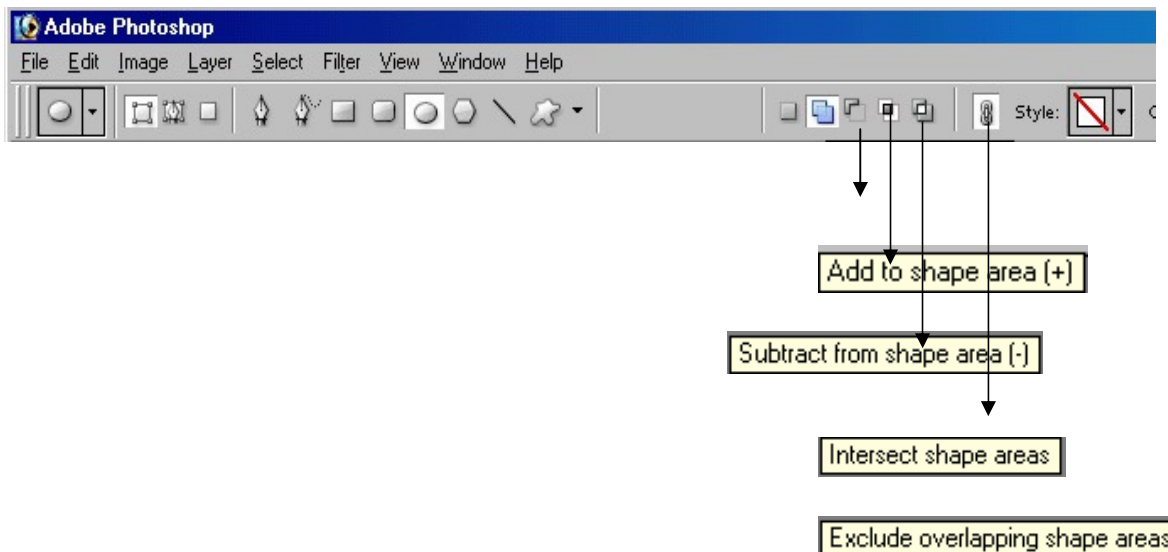 Adobe Photoshop
File Edit Image Layer Select Filter View Window Help
Style:
Add to shape area (+)
Subtract from shape area (-)
Intersect shape areas
Exclude overlapping shape areas